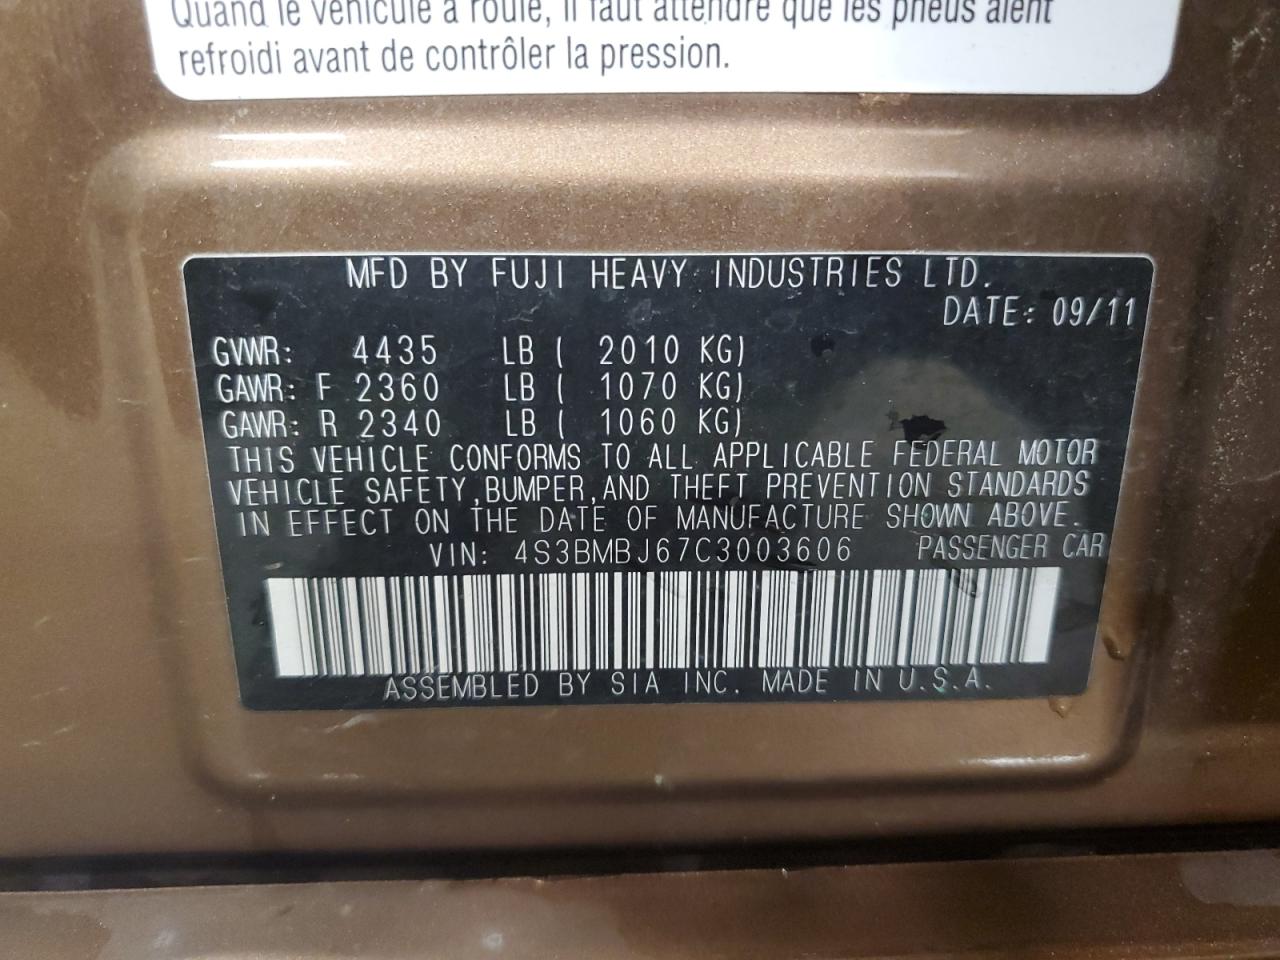 Quand le véhicule a roulé, il faut attendre que les pneus aient
refroidi avant de contrôler la pression.
MFD BY FUJI HEAVY INDUSTRIES LTD.
DATE: 09/11
GVWR: 4435 LB ( 2010 KG)
GAWR: F 2360 LB ( 1070 KG)
GAWR: R 2340 LB ( 1060 KG)
THIS VEHICLE CONFORMS TO ALL APPLICABLE FEDERAL MOTOR
VEHICLE SAFETY,BUMPER,AND THEFT PREVENTION STANDARDS
IN EFFECT ON THE DATE OF MANUFACTURE SHOWN ABOVE.
VIN: 4S3BMBJ67C3003606 PASSENGER CAR
ASSEMBLED BY SIA INC. MADE IN U.S.A.